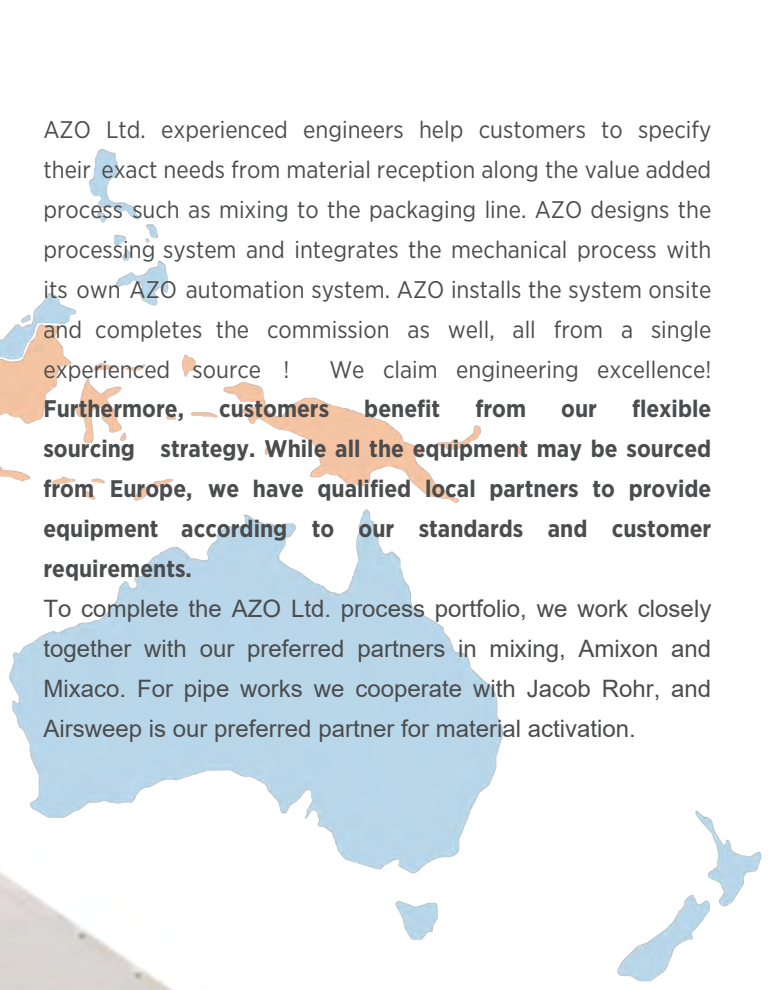 AZO Ltd. experienced engineers help customers to specify
their exact needs from material reception along the value added
process such as mixing to the packaging line. AZO designs the
processing system and integrates the mechanical process with
its own AZO automation system. AZO installs the system onsite
and completes the commission as well, all from a single
experienced source ! We claim engineering excellence!
Furthermore, customers benefit from our flexible
sourcing strategy. While all the equipment may be sourced
from Europe, we have qualified local partners to provide
equipment according to our standards and customer
requirements.
To complete the AZO Ltd. process portfolio, we work closely
together with our preferred partners in mixing, Amixon and
Mixaco. For pipe works we cooperate with Jacob Rohr, and
Airsweep is our preferred partner for material activation.